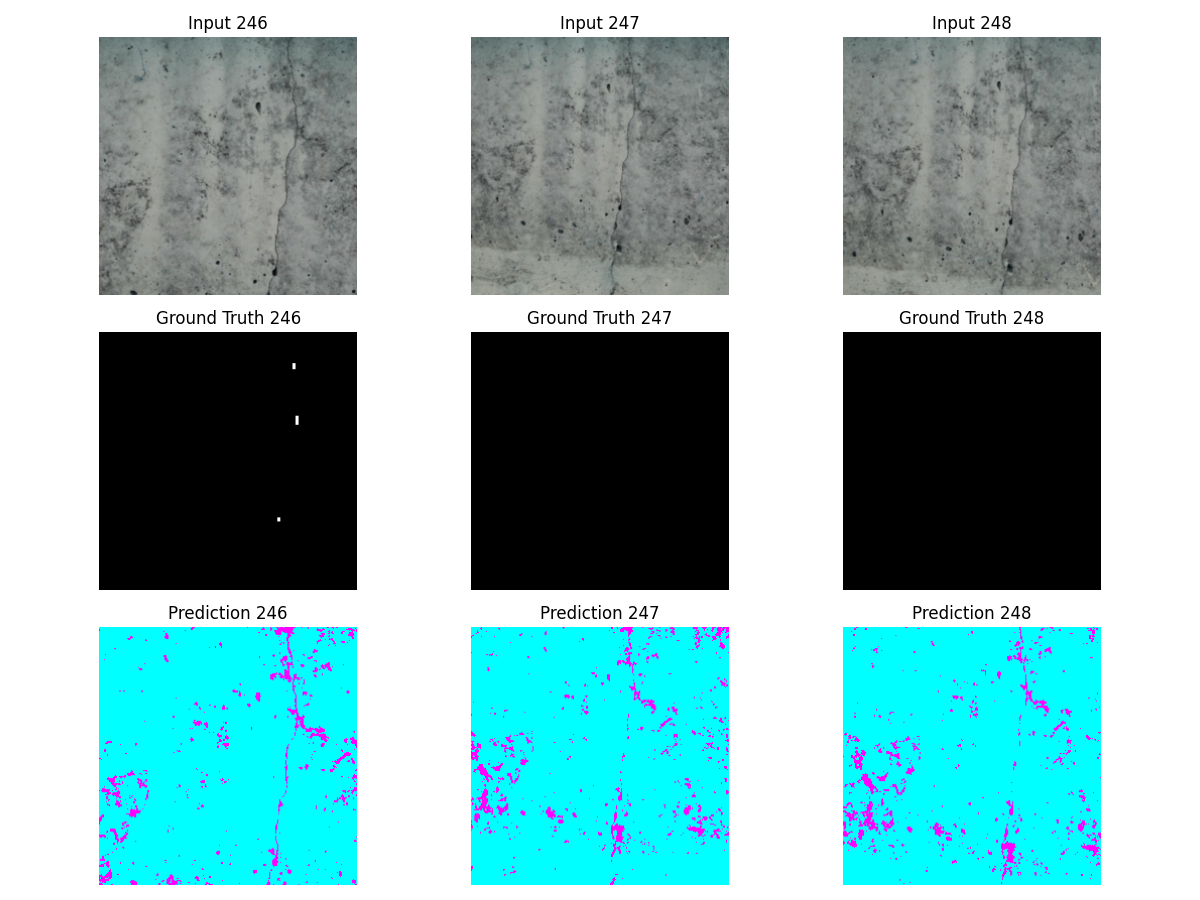 Input 246
Input 247
Input 248
Ground Truth 246
Ground Truth 247
Ground Truth 248
Prediction 246
Prediction 247
Prediction 248